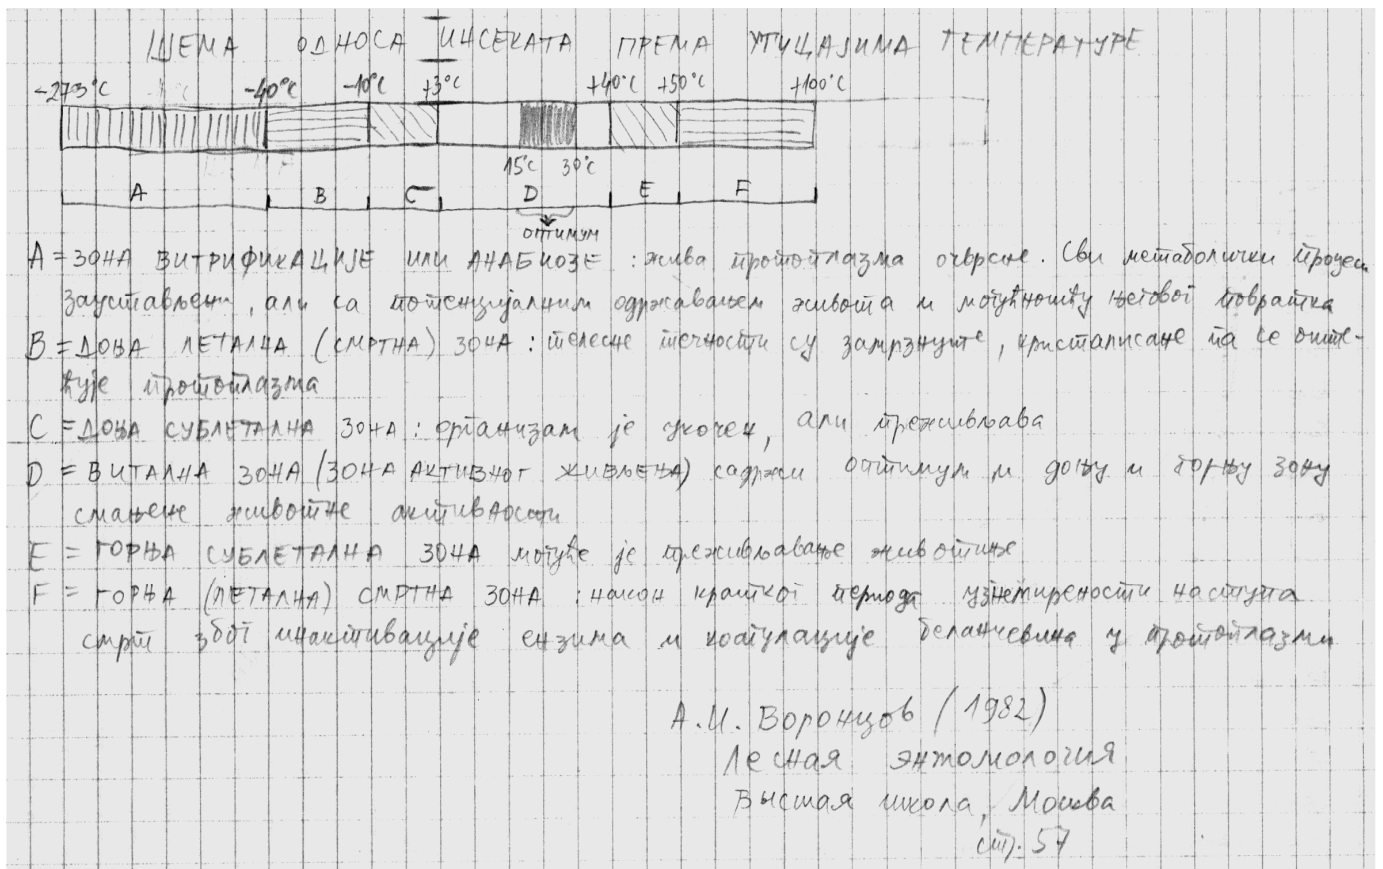 ШЕМА ОДНОСА ИНСЕКАТА ПРЕМА УТИЦАЈИМА ТЕМПЕРАТУРЕ
-273°C -40°C -10°C +3°C +40°C +50°C +100°C
15°C 30°C
A B C D E F
ОПТИМУМ
A = ЗОНА ВИТРИФИКАЦИЈЕ ИЛИ АНАБИОЗЕ : жива протоплазма очврсне. Сви метаболички процеси
заустављени, али са потенцијалним одржавањем живота и могућношћу његовог повратка
B = ДОЊА ЛЕТАЛНА (СМРТНА) ЗОНА : телесне течности су замрзнуте, кристалисане па се оште-
ћује протоплазма
C = ДОЊА СУБЛЕТАЛНА ЗОНА : организам је укочен, али преживљава
D = ВИТАЛНА ЗОНА (ЗОНА АКТИВНОГ ЖИВЉЕЊА) садржи оптимум и доњу и горњу зону
смањене животне активности
E = ГОРЊА СУБЛЕТАЛНА ЗОНА могуће је преживљавање животиње
F = ГОРЊА (ЛЕТАЛНА) СМРТНА ЗОНА : након кратког периода узнемирености наступа
смрт због инактивације ензима и коагулације беланчевина у протоплазми
А.И. Воронцов (1982)
Лесная энтомология
Высшая школа, Москва
стр. 57